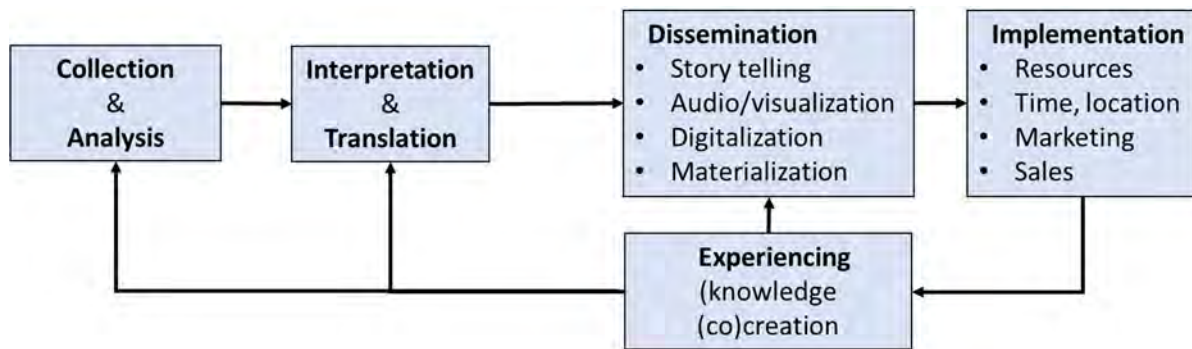 Collection
&
Analysis
Interpretation
&
Translation
Dissemination
• Story telling
• Audio/visualization
• Digitalization
• Materialization
Implementation
• Resources
• Time, location
• Marketing
• Sales
Experiencing
(knowledge
(co)creation